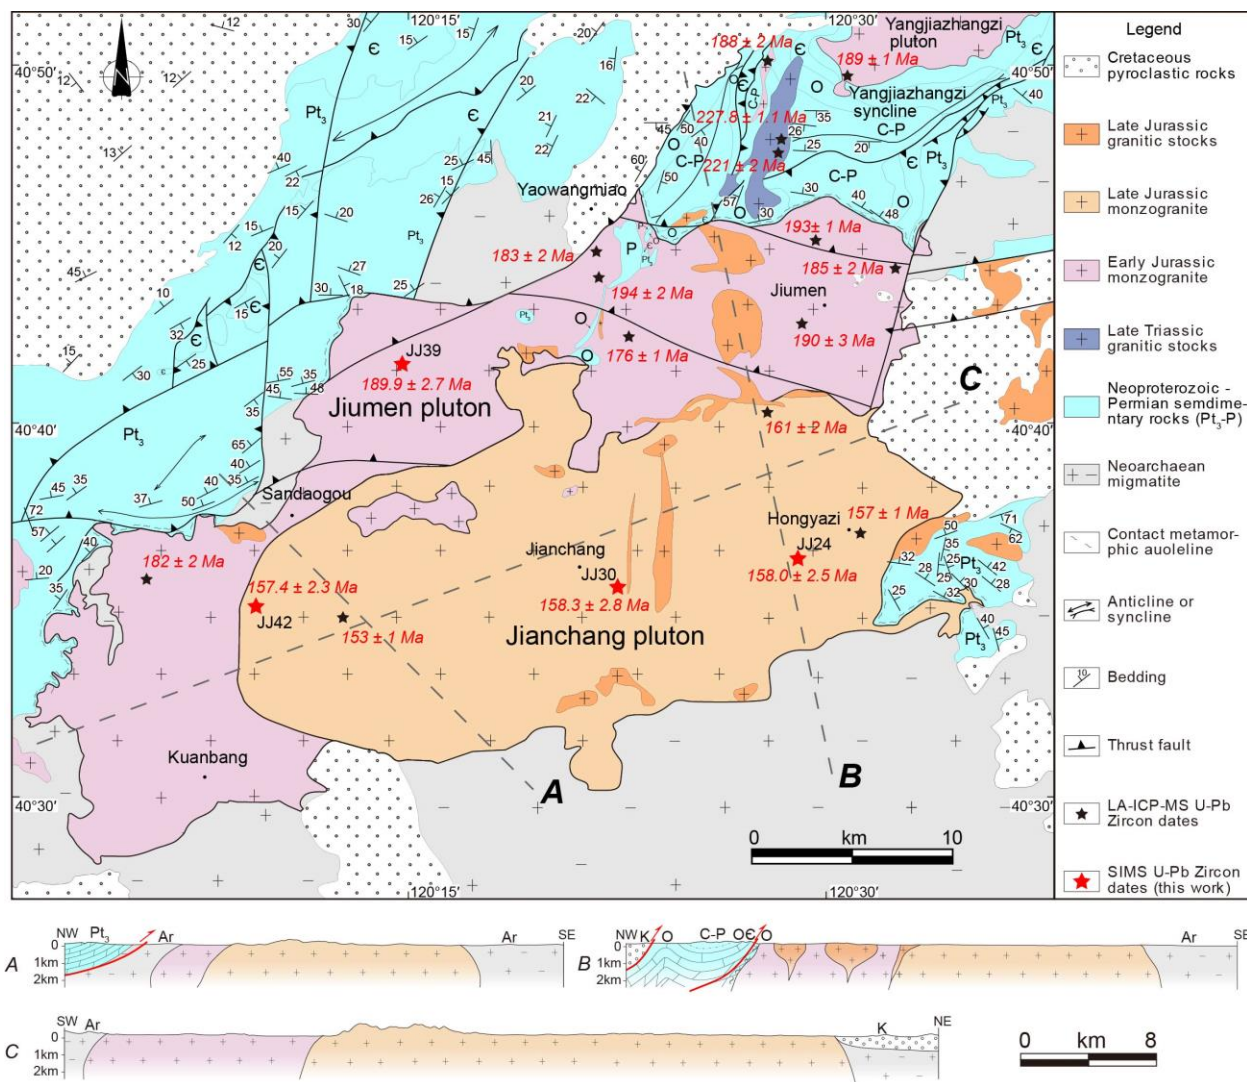 120°15′
120°30′
40°50′
40°50′
Yangjiazhangzi
pluton
188 ± 2 Ma
189 ± 1 Ma
Yangjiazhangzi
syncline
227.8 ± 1.1 Ma
221 ± 2 Ma
C-P
C-P
C-P
C-P
Pt₃
Pt₃
Pt₃
Pt₃
Yaowangmiao
193± 1 Ma
183 ± 2 Ma
185 ± 2 Ma
194 ± 2 Ma
Jiumen
190 ± 3 Ma
176 ± 1 Ma
JJ39
189.9 ± 2.7 Ma
Jiumen pluton
C
Pt₃
40°40′
40°40′
161 ± 2 Ma
Sandaogou
Hongyazi
157 ± 1 Ma
JJ24
158.0 ± 2.5 Ma
Jianchang
JJ30
158.3 ± 2.8 Ma
182 ± 2 Ma
157.4 ± 2.3 Ma
JJ42
153 ± 1 Ma
Jianchang pluton
Pt₃
Pt₃
Kuanbang
A
B
40°30′
40°30′
0 km 10
120°15′
120°30′
Legend
Cretaceous
pyroclastic rocks
Late Jurassic
granitic stocks
Late Jurassic
monzogranite
Early Jurassic
monzogranite
Late Triassic
granitic stocks
Neoproterozoic -
Permian semdime-
ntary rocks (Pt₃-P)
Neoarchaean
migmatite
Contact metamor-
phic auoleline
Anticline or
syncline
10
Bedding
Thrust fault
LA-ICP-MS U-Pb
Zircon dates
SIMS U-Pb Zircon
dates (this work)
A
NW Pt₃ Ar Ar SE
0
1km
2km
B
NW K O C-P OЄ O Ar SE
0
1km
2km
C
SW Ar K NE
0
1km
2km
0 km 8